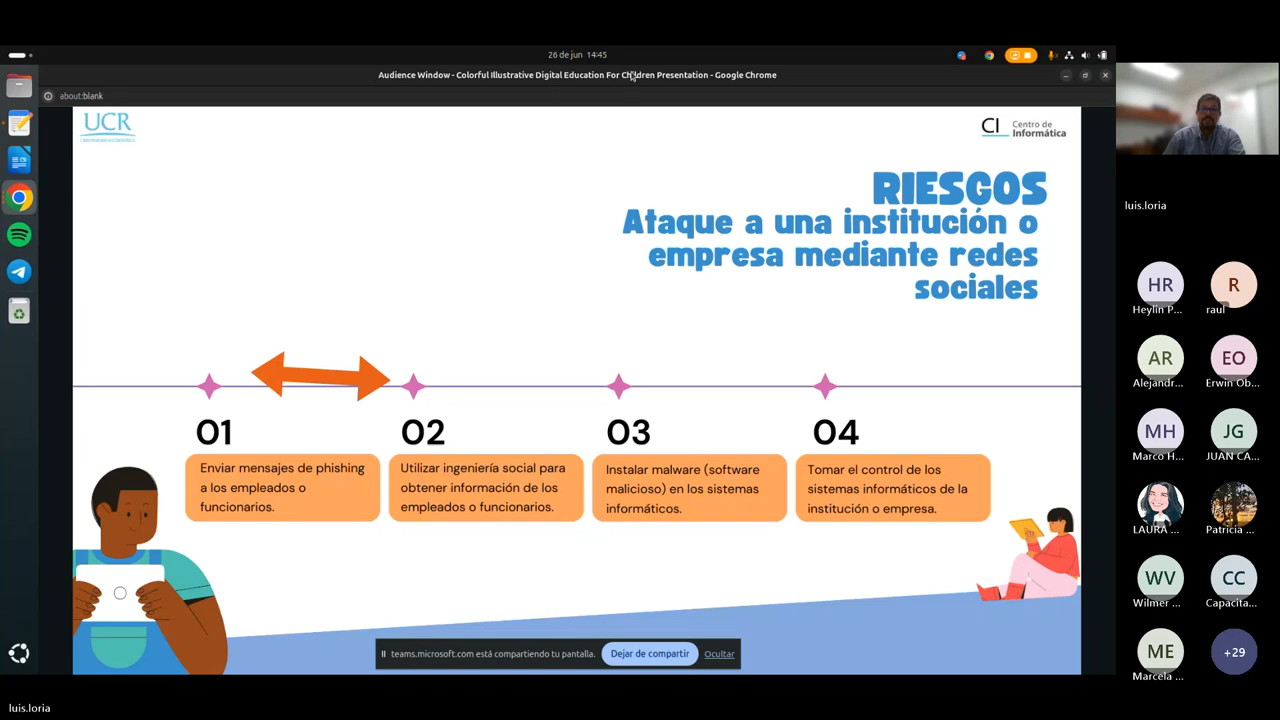 26 de jun 14:45
Audience Window - Colorful Illustrative Digital Education For Children Presentation - Google Chrome
about:blank
UCR
CI Centro de
Informática
RIESGOS
Ataque a una institución o
empresa mediante redes
sociales
01
Enviar mensajes de phishing
a los empleados o
funcionarios.
02
Utilizar ingeniería social para
obtener información de los
empleados o funcionarios.
03
Instalar malware (software
malicioso) en los sistemas
informáticos.
04
Tomar el control de los
sistemas informáticos de la
institución o empresa.
teams.microsoft.com está compartiendo tu pantalla.
Dejar de compartir
Ocultar
luis.loria
HR
Heylin P...
R
raul
AR
Alejandr...
EO
Erwin Ob...
MH
Marco H...
JG
JUAN CA...
LAURA ...
Patricia ...
WV
Wilmer ...
CC
Capacita...
ME
Marcela ...
+29
luis.loria